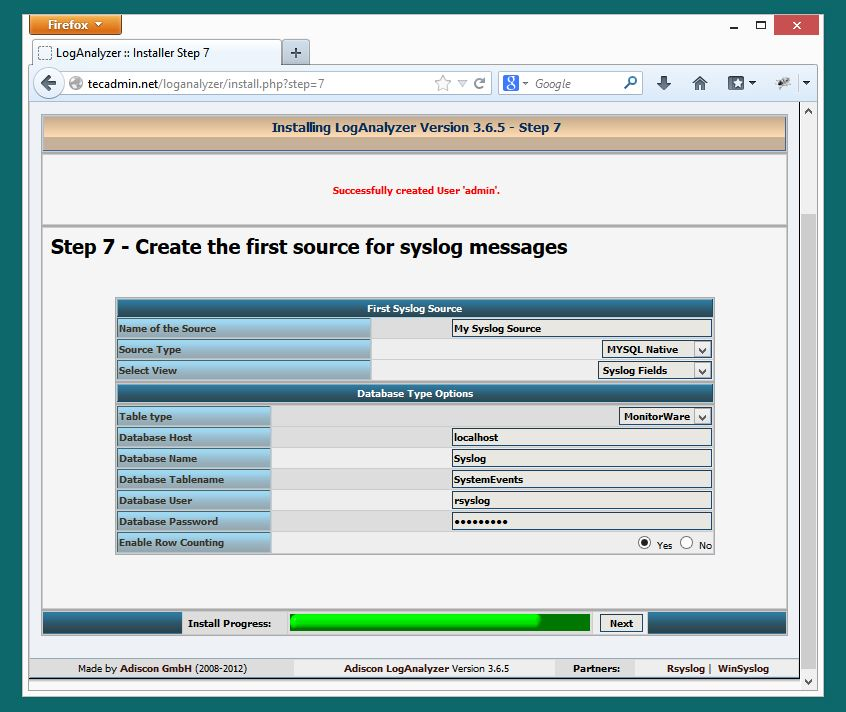 Firefox
LogAnalyzer :: Installer Step 7
tecadmin.net/loganalyzer/install.php?step=7
Google
Installing LogAnalyzer Version 3.6.5 - Step 7
Successfully created User 'admin'.
Step 7 - Create the first source for syslog messages
First Syslog Source
Name of the Source My Syslog Source
Source Type MYSQL Native
Select View Syslog Fields
Database Type Options
Table type MonitorWare
Database Host localhost
Database Name Syslog
Database Tablename SystemEvents
Database User rsyslog
Database Password •••••••••
Enable Row Counting Yes No
Install Progress: Next
Made by Adiscon GmbH (2008-2012) Adiscon LogAnalyzer Version 3.6.5 Partners: Rsyslog | WinSyslog